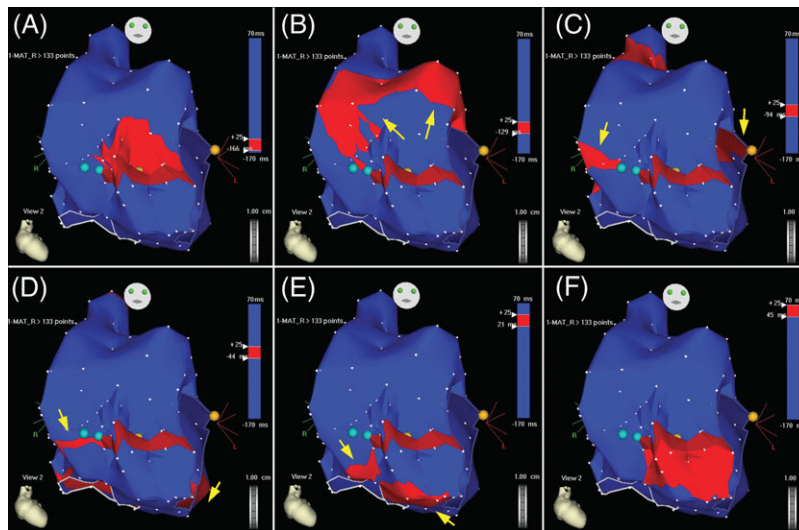 (A)
70 ms
1-MAT_R > 133 points
+25
-166 ms
-170 ms
R
L
View 2
1.00 cm
(B)
70 ms
1-MAT_R > 133 points
+25
-129 ms
-170 ms
R
L
View 2
1.00 cm
(C)
70 ms
1-MAT_R > 133 points
+25
-94 ms
-170 ms
R
L
View 2
1.00 cm
(D)
70 ms
1-MAT_R > 133 points
+25
-44 ms
-170 ms
R
L
View 2
1.00 cm
(E)
70 ms
1-MAT_R > 133 points
+25
21 ms
-170 ms
R
L
View 2
1.00 cm
(F)
70 ms
+25
45 ms
1-MAT_R > 133 points
-170 ms
R
L
View 2
1.00 cm